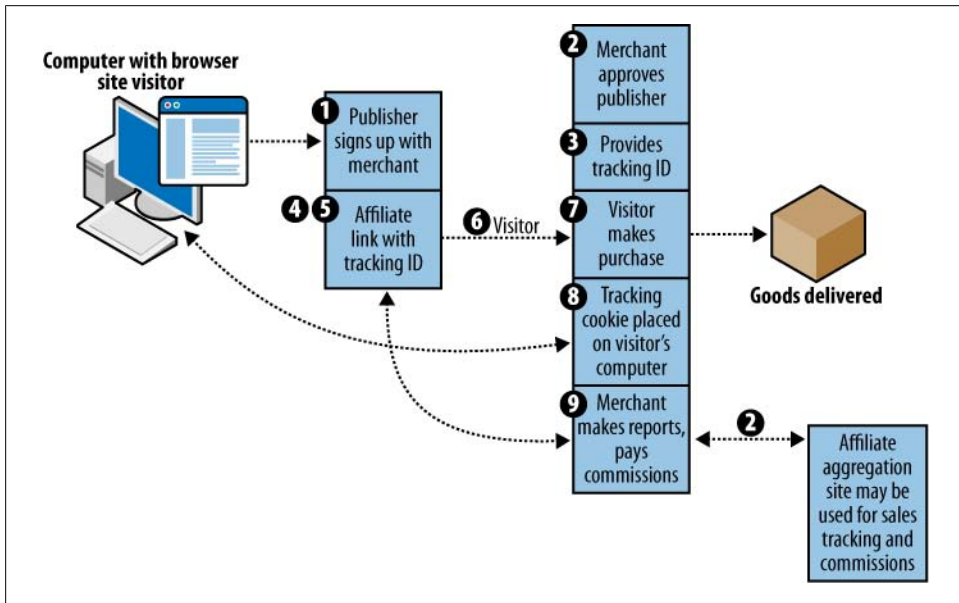 Computer with browser
site visitor
1 Publisher
signs up with
merchant
4 5 Affiliate
link with
tracking ID
6 Visitor
2 Merchant
approves
publisher
3 Provides
tracking ID
7 Visitor
makes
purchase
8 Tracking
cookie placed
on visitor’s
computer
9 Merchant
makes reports,
pays
commissions
Goods delivered
2
Affiliate
aggregation
site may be
used for sales
tracking and
commissions